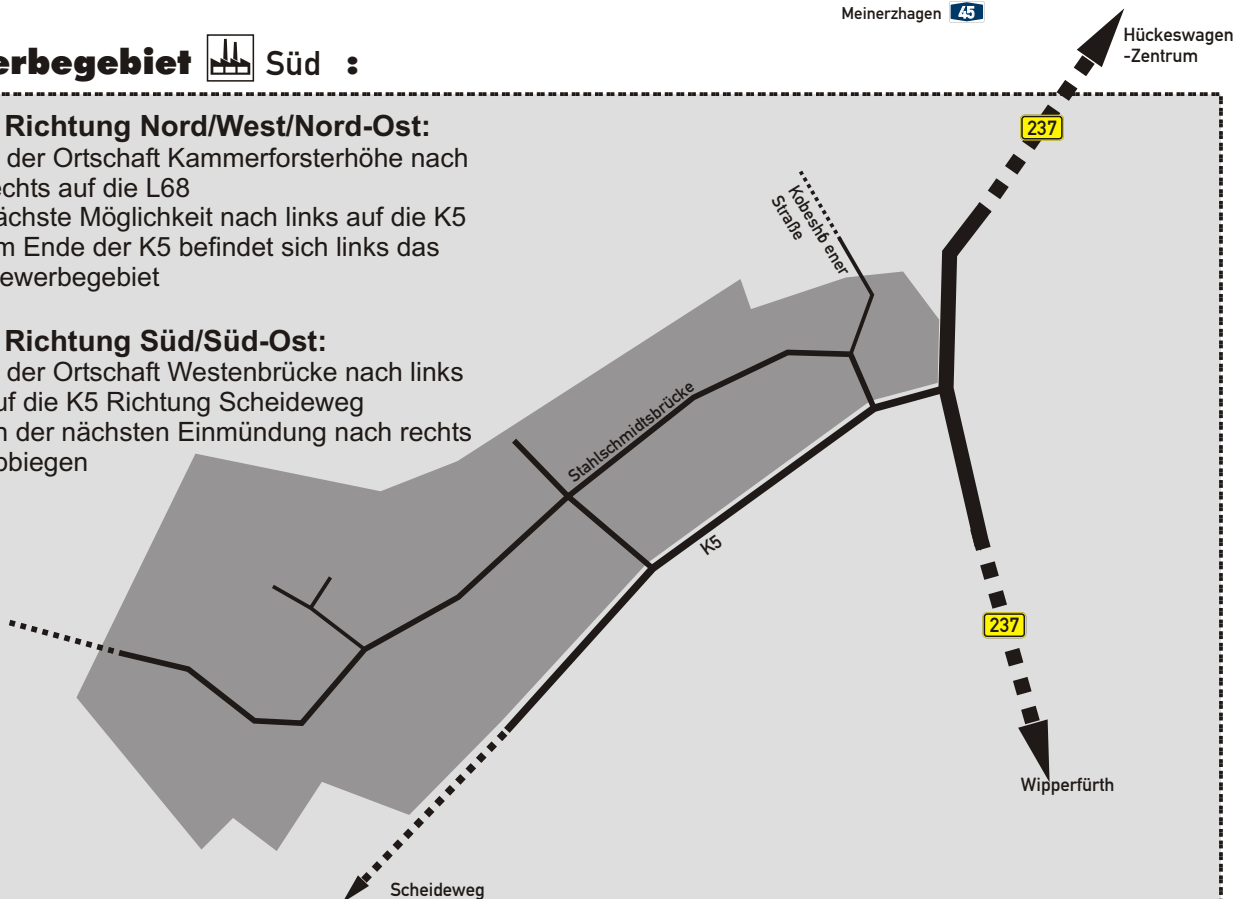 Meinerzhagen 45
Hückeswagen
-Zentrum
erbegebiet Süd :
Richtung Nord/West/Nord-Ost:
der Ortschaft Kammerforsterhöhe nach
echts auf die L68
ächste Möglichkeit nach links auf die K5
m Ende der K5 befindet sich links das
ewerbegebiet
Richtung Süd/Süd-Ost:
der Ortschaft Westenbrücke nach links
uf die K5 Richtung Scheideweg
n der nächsten Einmündung nach rechts
bbiegen
237
Kobeshö ener
Straße
Stahlschmidtsbrücke
K5
237
Wipperfürth
Scheideweg